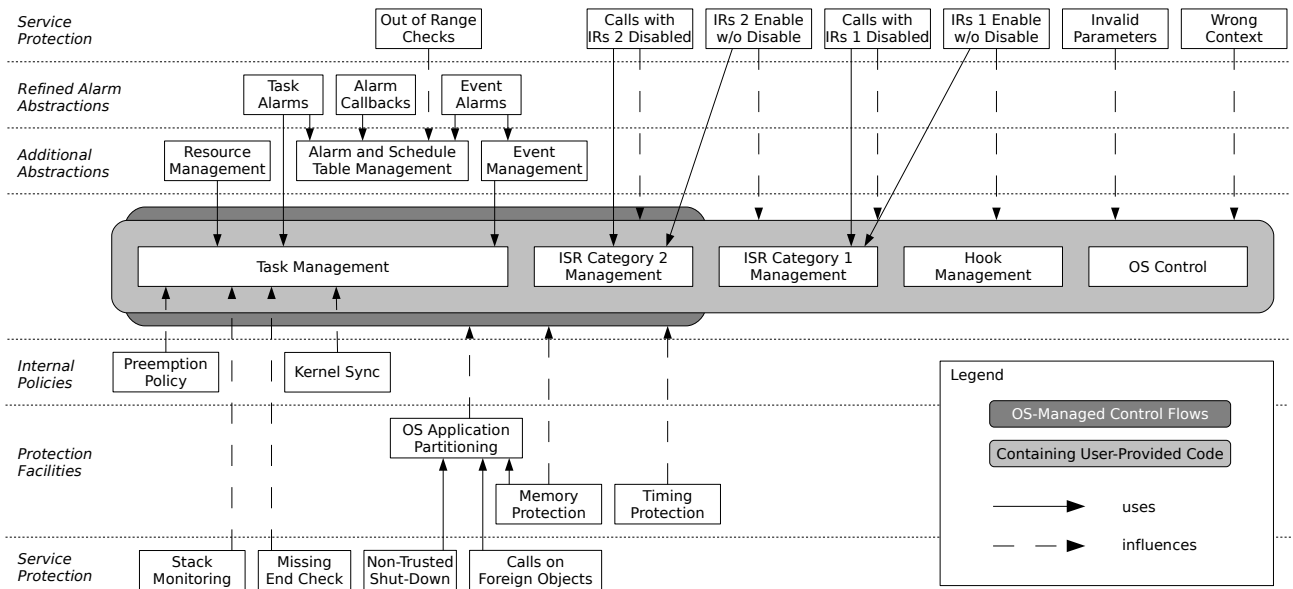 Service
Protection
Out of Range
Checks
Calls with
IRs 2 Disabled
IRs 2 Enable
w/o Disable
Calls with
IRs 1 Disabled
IRs 1 Enable
w/o Disable
Invalid
Parameters
Wrong
Context
Refined Alarm
Abstractions
Task
Alarms
Alarm
Callbacks
Event
Alarms
Additional
Abstractions
Resource
Management
Alarm and Schedule
Table Management
Event
Management
Task Management
ISR Category 2
Management
ISR Category 1
Management
Hook
Management
OS Control
Internal
Policies
Preemption
Policy
Kernel Sync
Protection
Facilities
OS Application
Partitioning
Memory
Protection
Timing
Protection
Service
Protection
Stack
Monitoring
Missing
End Check
Non-Trusted
Shut-Down
Calls on
Foreign Objects
Legend
OS-Managed Control Flows
Containing User-Provided Code
uses
influences